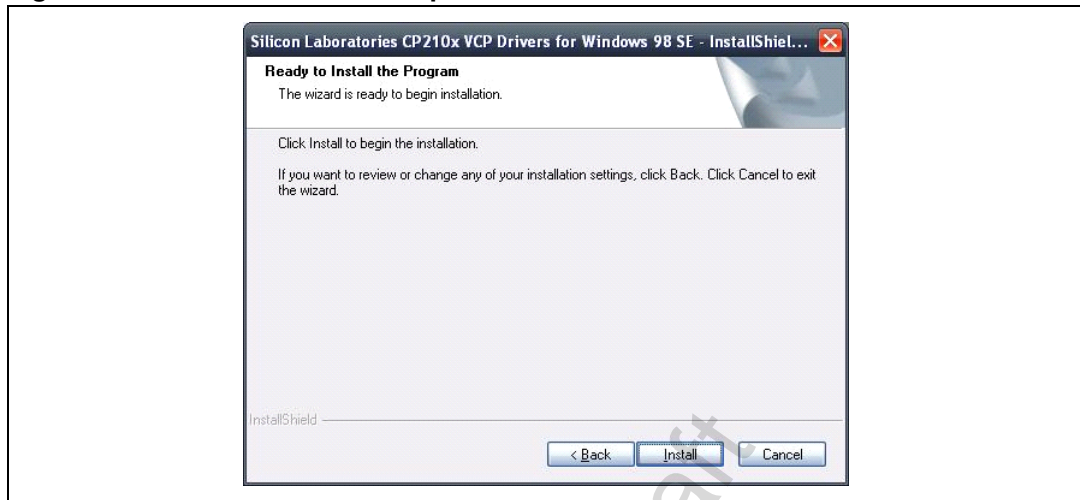 Silicon Laboratories CP210x VCP Drivers for Windows 98 SE - InstallShiel...
Ready to Install the Program
The wizard is ready to begin installation.
Click Install to begin the installation.
If you want to review or change any of your installation settings, click Back. Click Cancel to exit
the wizard.
InstallShield
< Back Install Cancel